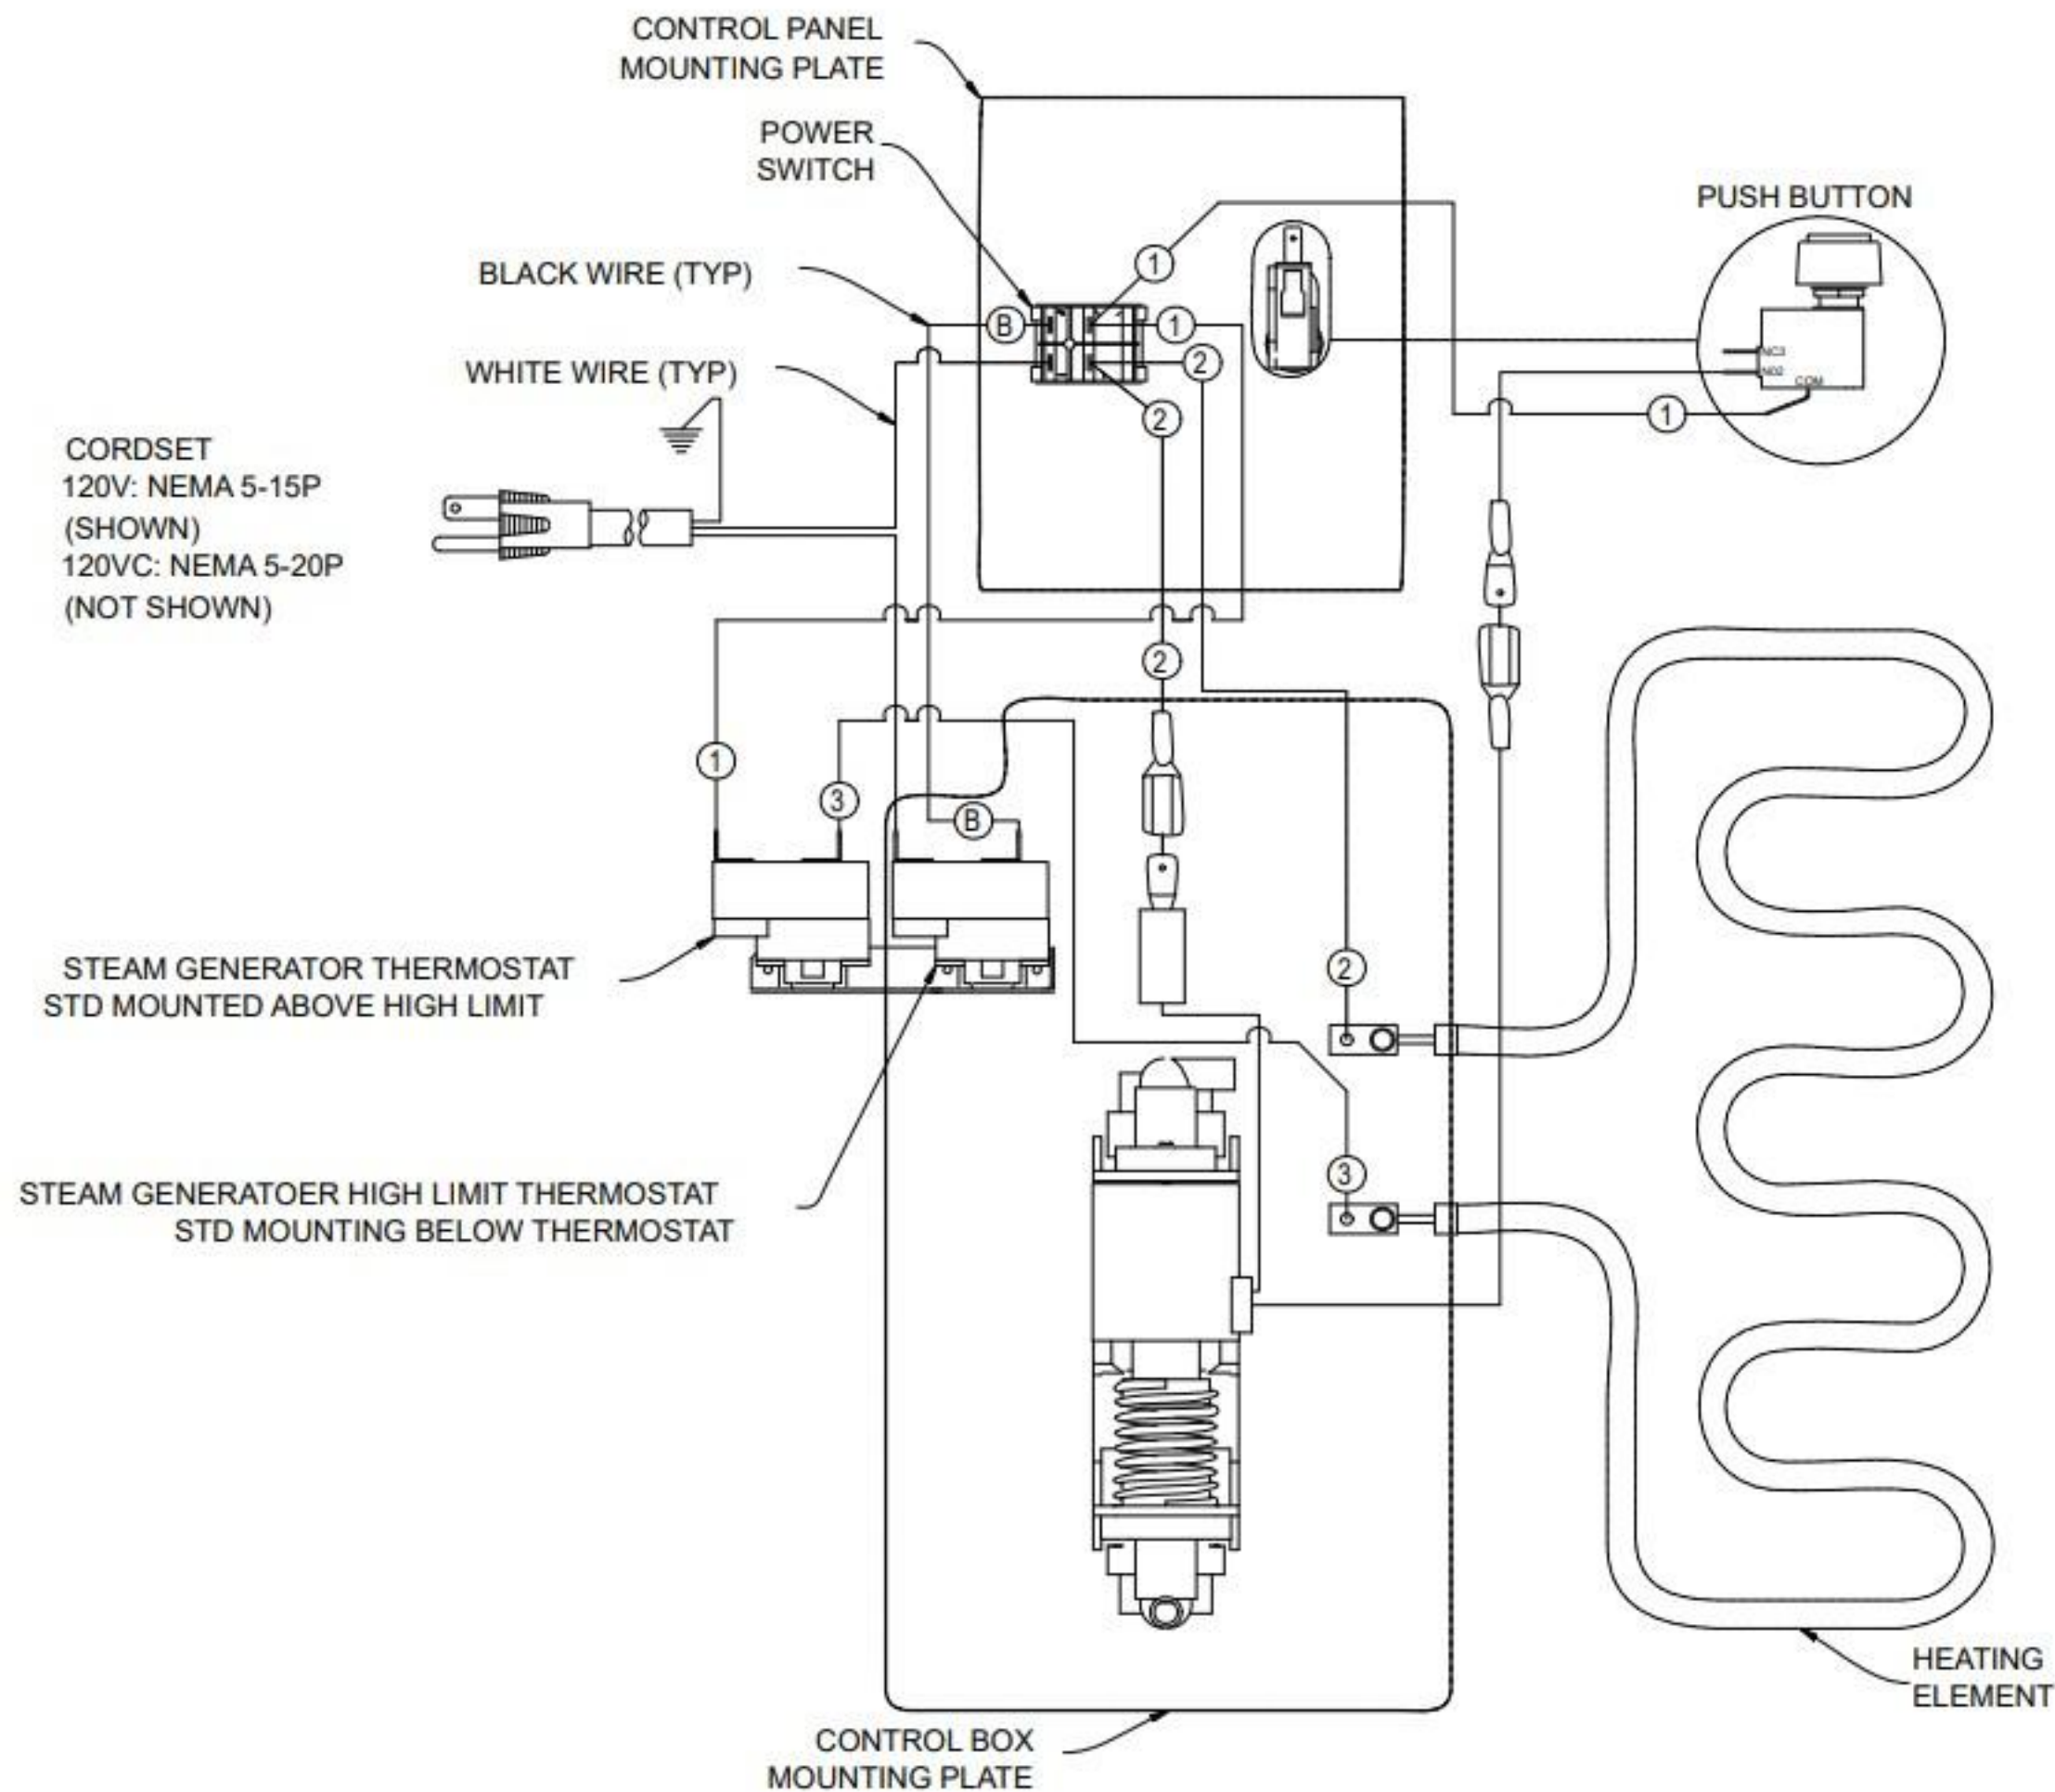 CONTROL PANEL
MOUNTING PLATE
POWER
SWITCH
PUSH BUTTON
BLACK WIRE (TYP)
WHITE WIRE (TYP)
CORDSET
120V: NEMA 5-15P
(SHOWN)
120VC: NEMA 5-20P
(NOT SHOWN)
1
B
1
2
2
NC3
NO2
COM
1
2
1
3
B
STEAM GENERATOR THERMOSTAT
STD MOUNTED ABOVE HIGH LIMIT
2
STEAM GENERATOER HIGH LIMIT THERMOSTAT
STD MOUNTING BELOW THERMOSTAT
3
HEATING
ELEMENT
CONTROL BOX
MOUNTING PLATE